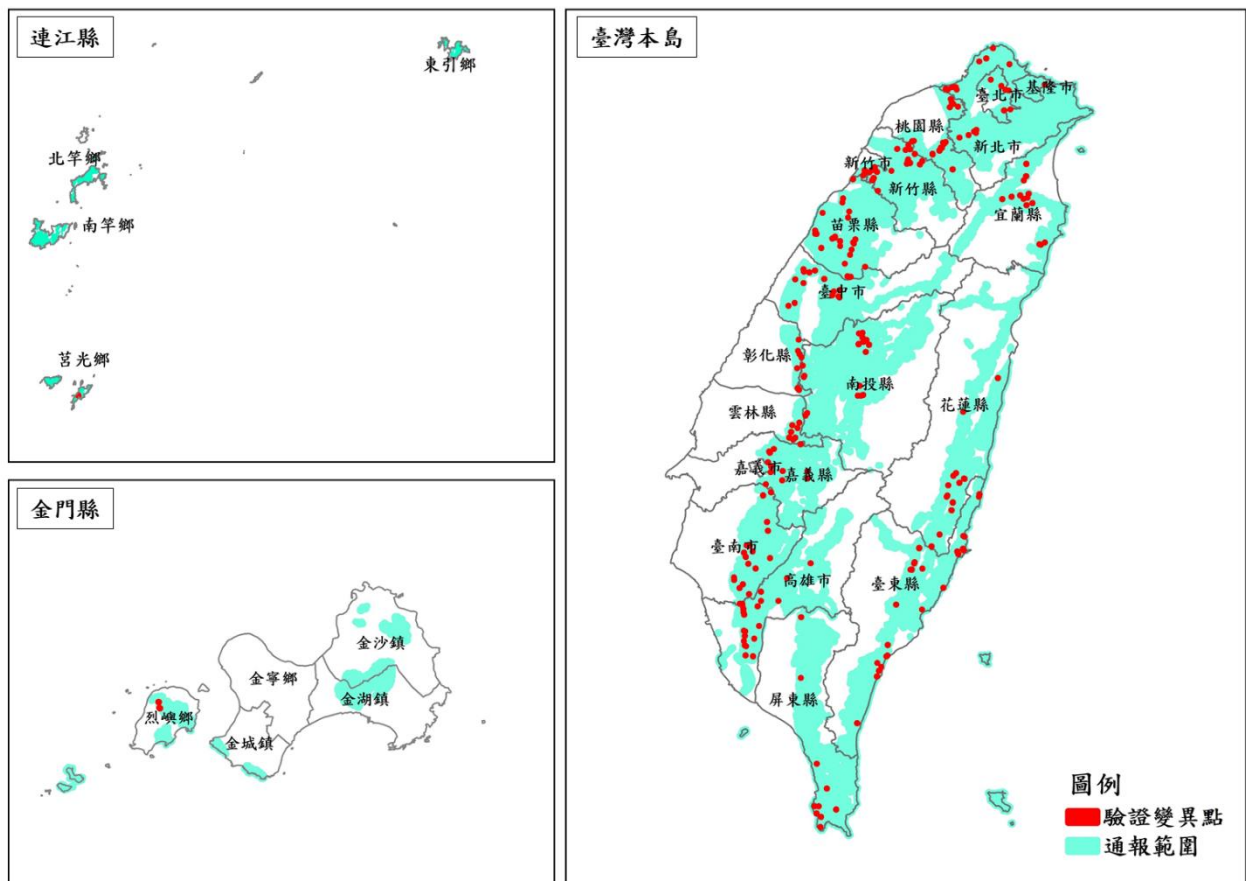 連江縣
東引鄉
北竿鄉
南竿鄉
莒光鄉
金門縣
金沙鎮
金寧鄉
金湖鎮
烈嶼鄉
金城鎮
臺灣本島
基隆市
臺北市
桃園縣
新北市
新竹市
新竹縣
宜蘭縣
苗栗縣
臺中市
彰化縣
南投縣
花蓮縣
雲林縣
嘉義市
嘉義縣
臺南市
高雄市
臺東縣
屏東縣
圖例
驗證變異點
通報範圍